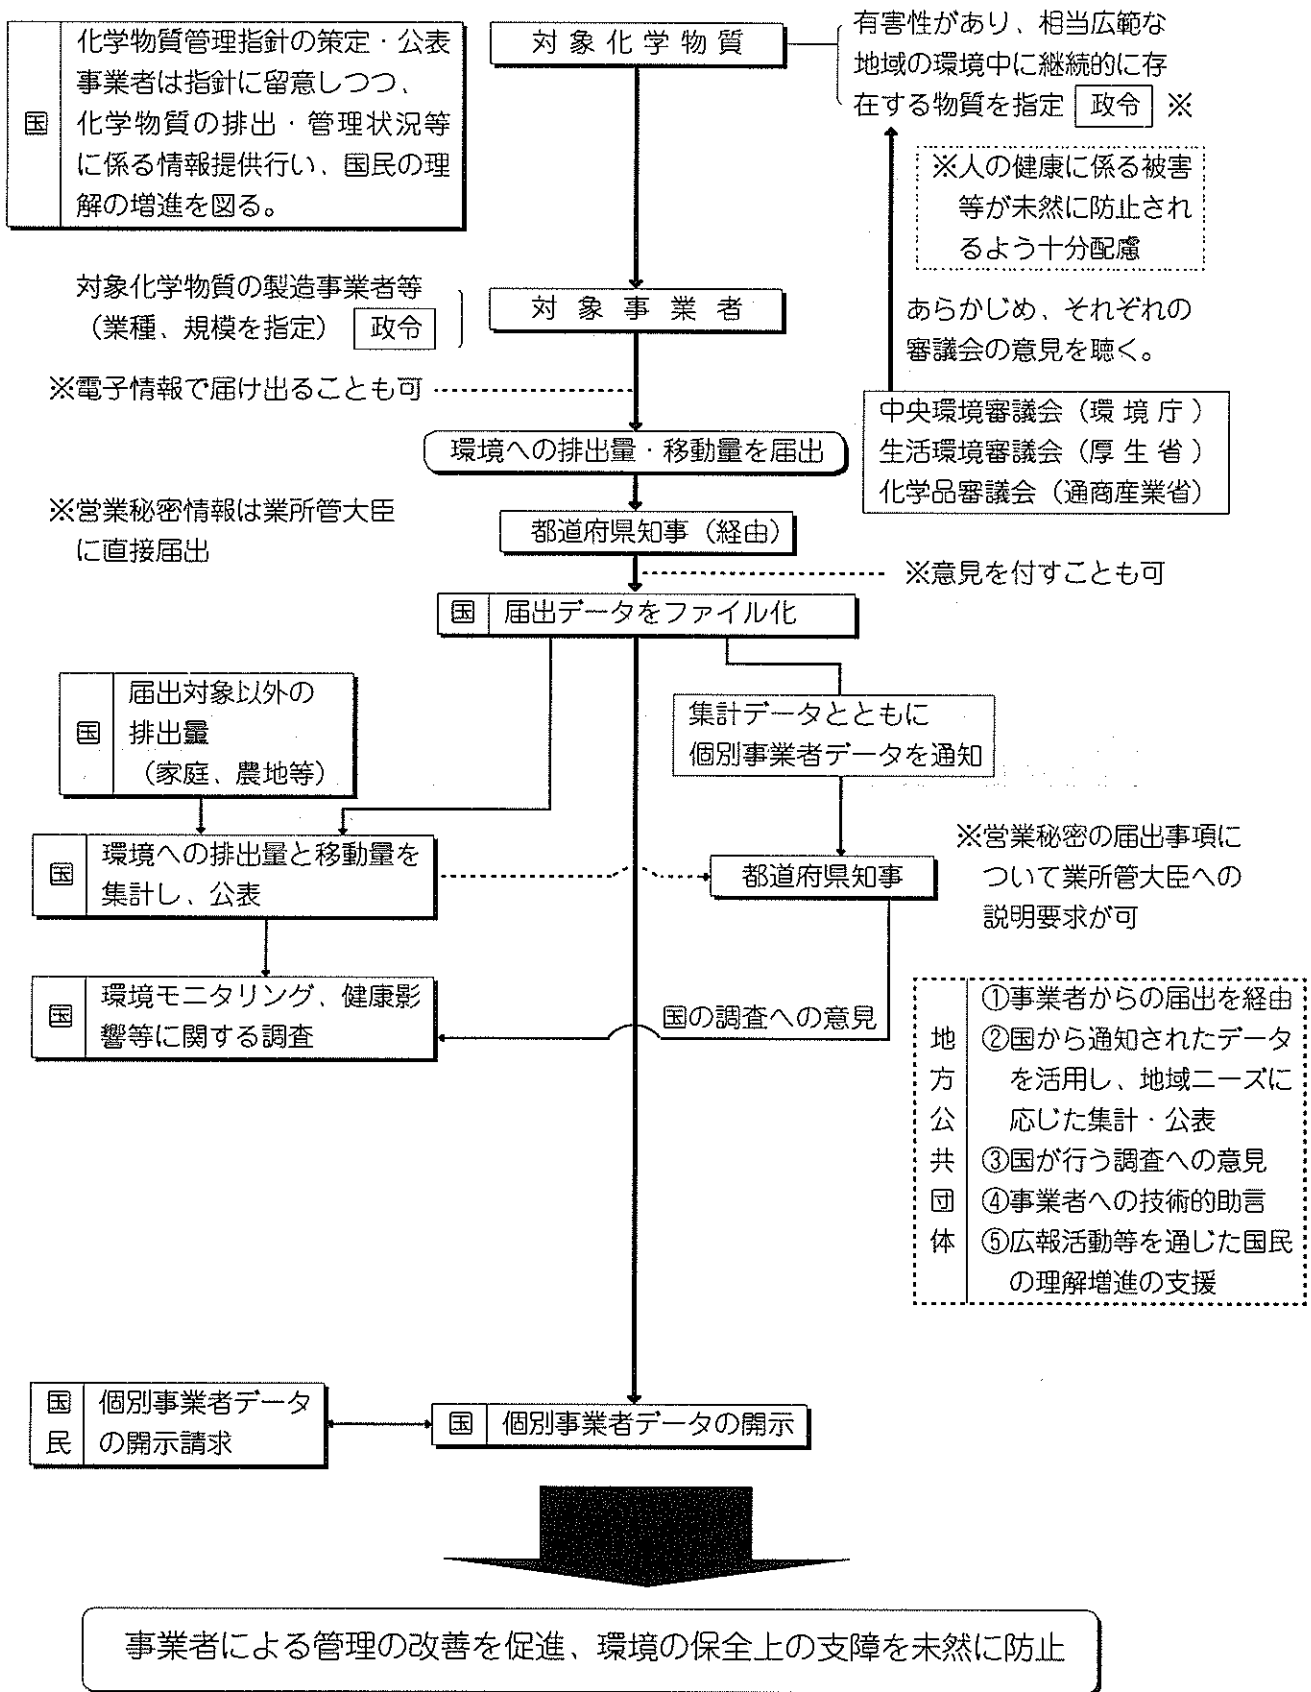 国
化学物質管理指針の策定・公表
事業者は指針に留意しつつ、
化学物質の排出・管理状況等
に係る情報提供行い、国民の理
解の増進を図る。
対象化学物質
有害性があり、相当広範な
地域の環境中に継続的に存
在する物質を指定 政令 ※
※人の健康に係る被害
等が未然に防止され
るよう十分配慮
対象化学物質の製造事業者等
（業種、規模を指定） 政令
対象事業者
あらかじめ、それぞれの
審議会の意見を聴く。
※電子情報で届け出ることも可
中央環境審議会（環境庁）
生活環境審議会（厚生省）
化学品審議会（通商産業省）
環境への排出量・移動量を届出
※営業秘密情報は業所管大臣
に直接届出
都道府県知事（経由）
※意見を付すことも可
国 届出データをファイル化
国
届出対象以外の
排出量
（家庭、農地等）
集計データとともに
個別事業者データを通知
国
環境への排出量と移動量を
集計し、公表
都道府県知事
※営業秘密の届出事項に
ついて業所管大臣への
説明要求が可
国
環境モニタリング、健康影
響等に関する調査
国の調査への意見
地方公共団体
①事業者からの届出を経由
②国から通知されたデータ
を活用し、地域ニーズに
応じた集計・公表
③国が行う調査への意見
④事業者への技術的助言
⑤広報活動等を通じた国民
の理解増進の支援
国民
個別事業者データ
の開示請求
国 個別事業者データの開示
事業者による管理の改善を促進、環境の保全上の支障を未然に防止